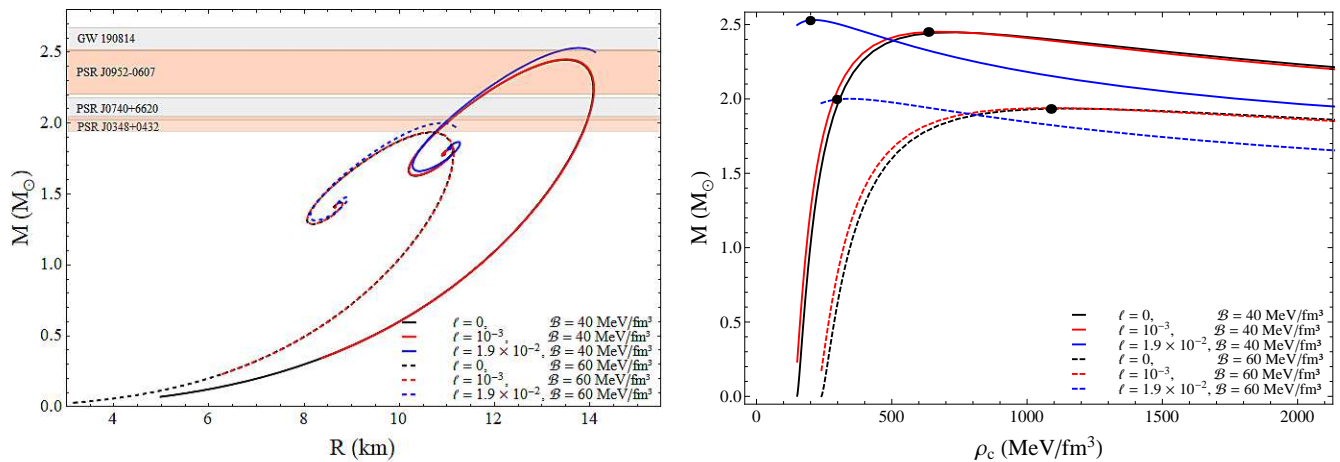 GW 190814
PSR J0952-0607
PSR J0740+6620
PSR J0348+0432
M (M⊙)
2.5
2.0
1.5
1.0
0.5
0.0
4
6
8
10
12
14
R (km)
ℓ = 0, ℬ = 40 MeV/fm³
ℓ = 10⁻³, ℬ = 40 MeV/fm³
ℓ = 1.9 × 10⁻², ℬ = 40 MeV/fm³
ℓ = 0, ℬ = 60 MeV/fm³
ℓ = 10⁻³, ℬ = 60 MeV/fm³
ℓ = 1.9 × 10⁻², ℬ = 60 MeV/fm³
M (M⊙)
2.5
2.0
1.5
1.0
0.5
0.0
0
500
1000
1500
2000
ρc (MeV/fm³)
ℓ = 0, ℬ = 40 MeV/fm³
ℓ = 10⁻³, ℬ = 40 MeV/fm³
ℓ = 1.9 × 10⁻², ℬ = 40 MeV/fm³
ℓ = 0, ℬ = 60 MeV/fm³
ℓ = 10⁻³, ℬ = 60 MeV/fm³
ℓ = 1.9 × 10⁻², ℬ = 60 MeV/fm³